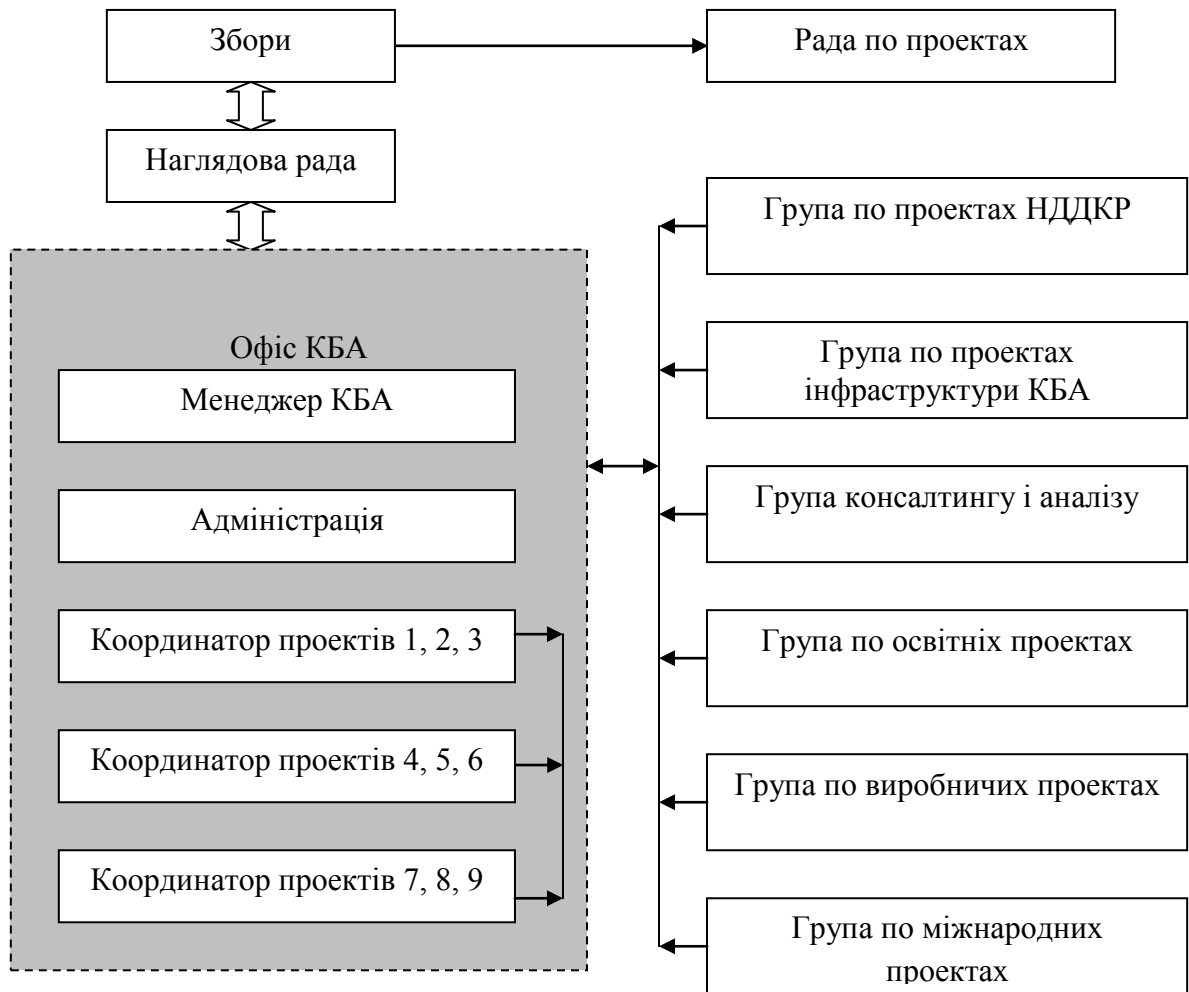 Збори
Рада по проектах
Наглядова рада
Група по проектах НДДКР
Офіс КБА
Менеджер КБА
Група по проектах
інфраструктури КБА
Адміністрація
Група консалтингу і аналізу
Координатор проектів 1, 2, 3
Група по освітніх проектах
Координатор проектів 4, 5, 6
Група по виробничих проектах
Координатор проектів 7, 8, 9
Група по міжнародних
проектах